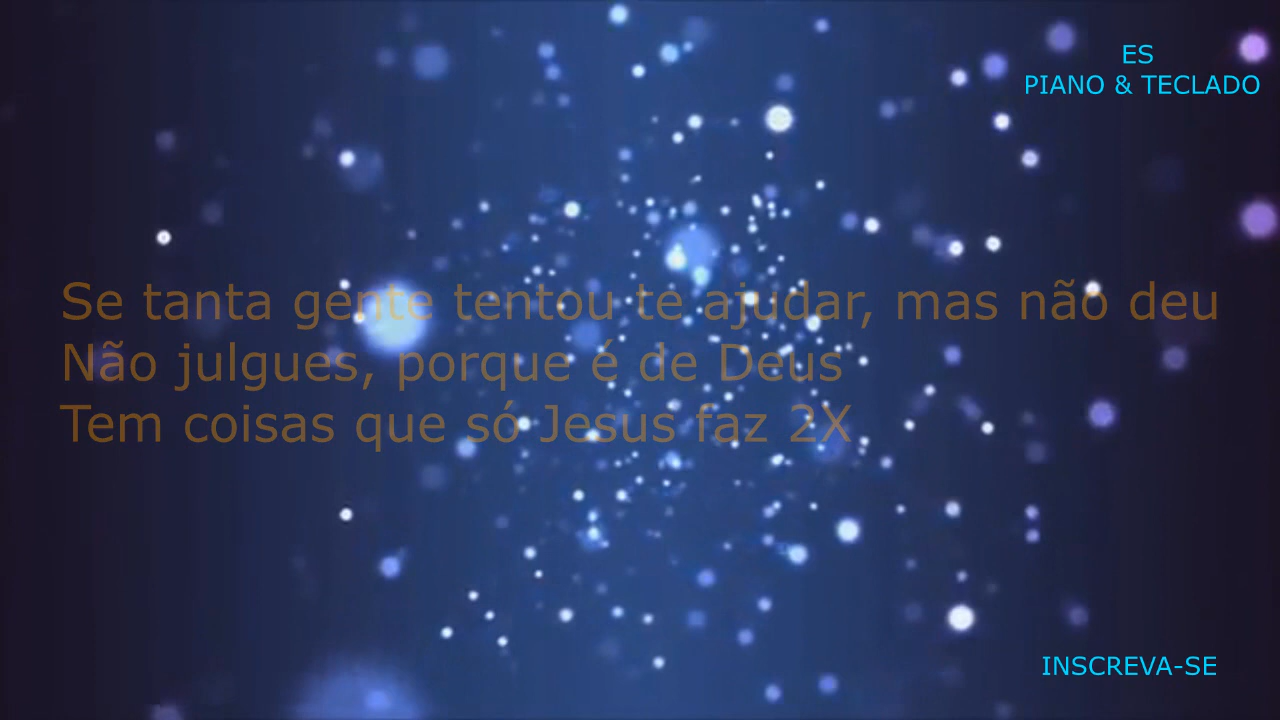 ES
PIANO & TECLADO
Se tanta gente tentou te ajudar, mas não deu
Não julgues, porque é de Deus
Tem coisas que só Jesus faz 2X
INSCREVA-SE